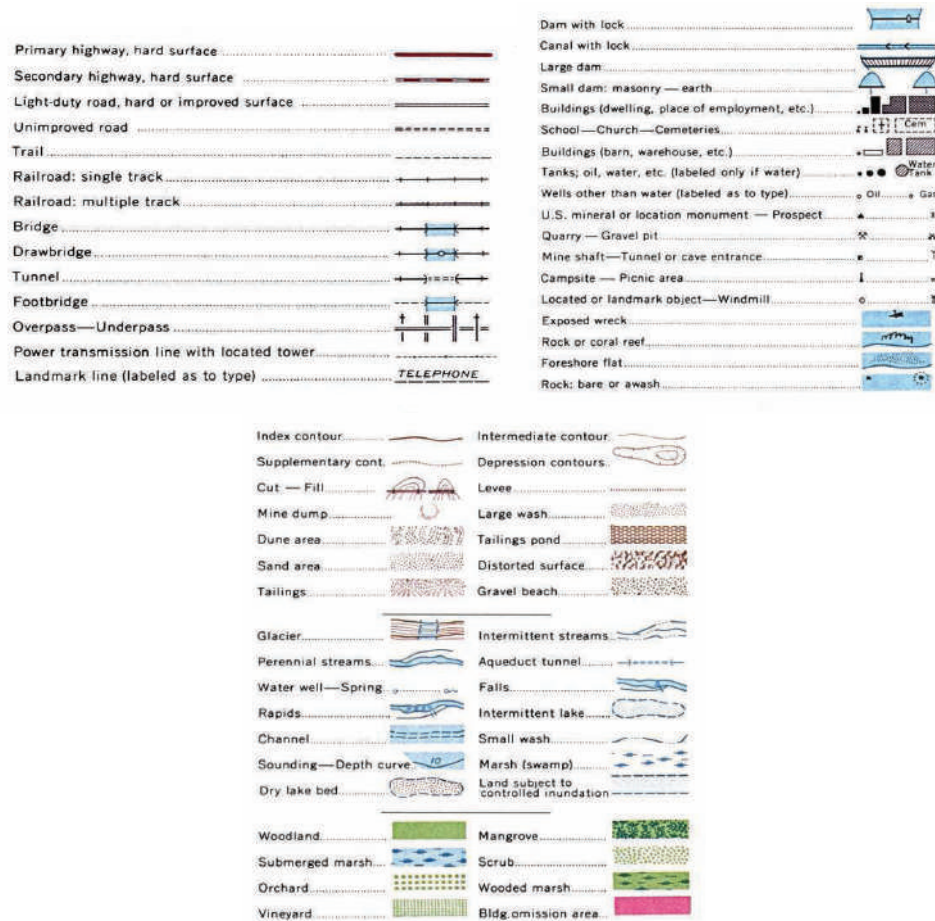 Primary highway, hard surface
Secondary highway, hard surface
Light-duty road, hard or improved surface
Unimproved road
Trail
Railroad: single track
Railroad: multiple track
Bridge
Drawbridge
Tunnel
Footbridge
Overpass—Underpass
Power transmission line with located tower
Landmark line (labeled as to type) TELEPHONE
Dam with lock
Canal with lock
Large dam
Small dam: masonry — earth
Buildings (dwelling, place of employment, etc.)
School—Church—Cemeteries Cem
Buildings (barn, warehouse, etc.)
Tanks; oil, water, etc. (labeled only if water) Water Tank
Wells other than water (labeled as to type) Oil Gas
U.S. mineral or location monument — Prospect
Quarry — Gravel pit
Mine shaft—Tunnel or cave entrance
Campsite — Picnic area
Located or landmark object—Windmill
Exposed wreck
Rock or coral reef
Foreshore flat
Rock: bare or awash
Index contour Intermediate contour
Supplementary cont. Depression contours
Cut — Fill Levee
Mine dump Large wash
Dune area Tailings pond
Sand area Distorted surface
Tailings Gravel beach
Glacier Intermittent streams
Perennial streams Aqueduct tunnel
Water well—Spring Falls
Rapids Intermittent lake
Channel Small wash
Sounding—Depth curve 10 Marsh (swamp)
Dry lake bed Land subject to controlled inundation
Woodland Mangrove
Submerged marsh Scrub
Orchard Wooded marsh
Vineyard Bldg. omission area